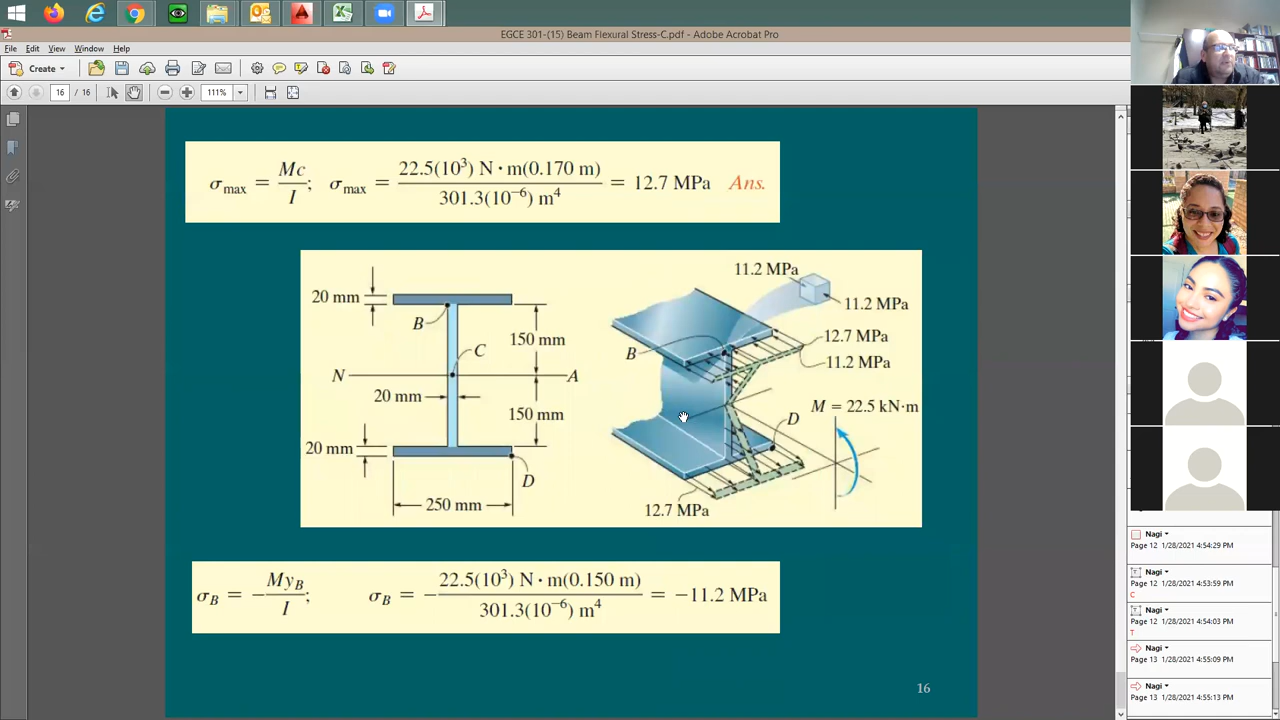 EGCE 301-(15) Beam Flexural Stress-C.pdf - Adobe Acrobat Pro
File Edit View Window Help
Create
16 / 16 111%
σmax = Mc/I; σmax = 22.5(10³) N·m(0.170 m) / 301.3(10⁻⁶) m⁴ = 12.7 MPa Ans.
20 mm
B
C
150 mm
N
A
20 mm
150 mm
20 mm
D
250 mm
11.2 MPa
11.2 MPa
12.7 MPa
B
11.2 MPa
M = 22.5 kN·m
D
12.7 MPa
σB = −MyB/I; σB = −22.5(10³) N·m(0.150 m) / 301.3(10⁻⁶) m⁴ = −11.2 MPa
16
Nagi
Page 12 1/28/2021 4:54:29 PM
Nagi
Page 12 1/28/2021 4:53:59 PM
C
Nagi
Page 12 1/28/2021 4:54:03 PM
T
Nagi
Page 13 1/28/2021 4:55:09 PM
Nagi
Page 13 1/28/2021 4:55:13 PM